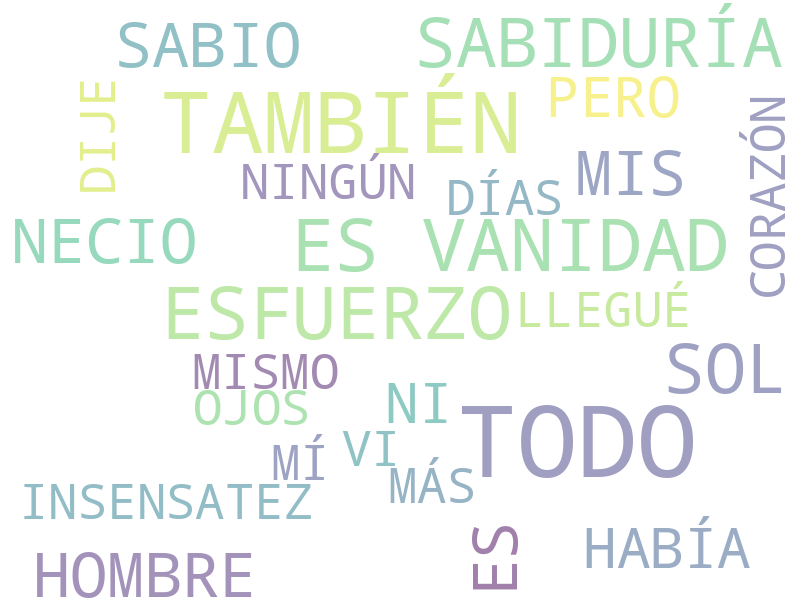 SABIO
SABIDURÍA
DIJE
TAMBIÉN
PERO
CORAZÓN
NINGÚN
DÍAS
MIS
NECIO
ES VANIDAD
ESFUERZO
LLEGUÉ
MISMO
SOL
OJOS
NI
TODO
MÍ
VI
MÁS
INSENSATEZ
HOMBRE
ES
HABÍA